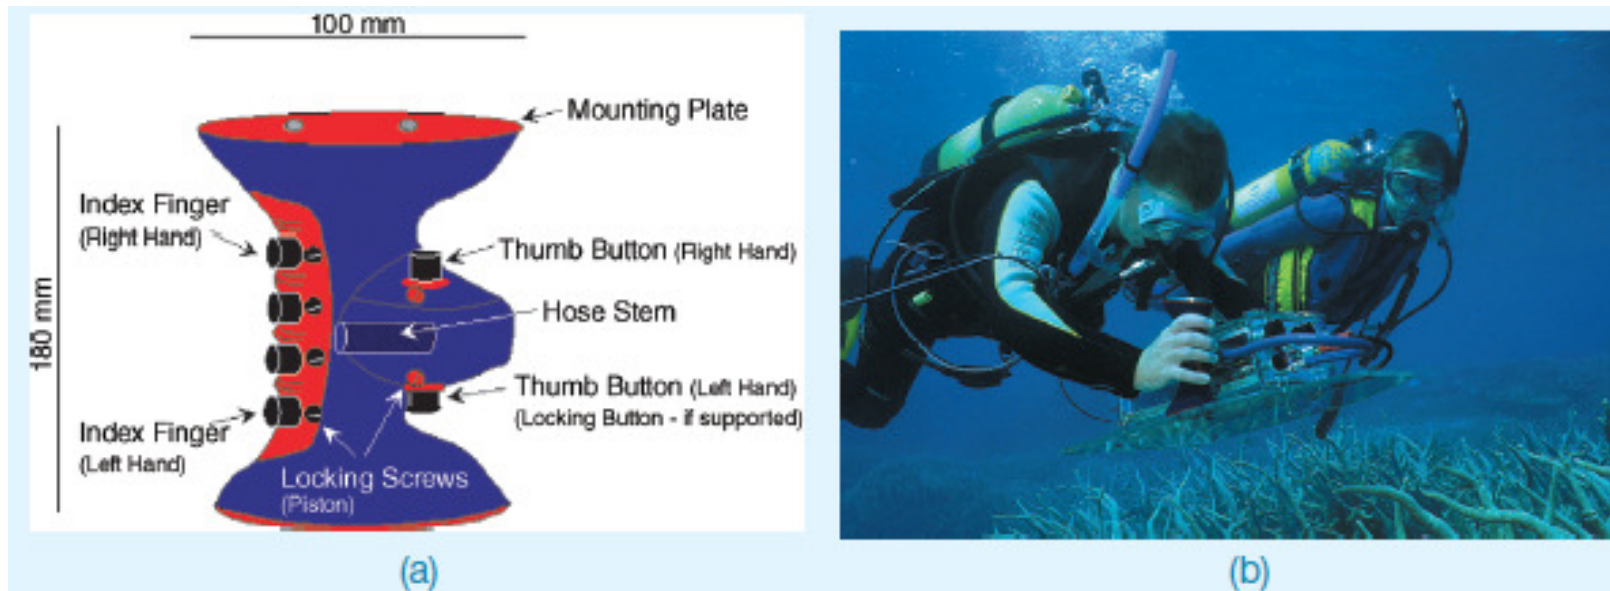 100 mm
Mounting Plate
180 mm
Index Finger
(Right Hand)
Thumb Button (Right Hand)
Hose Stem
Thumb Button (Left Hand)
(Locking Button - if supported)
Index Finger
(Left Hand)
Locking Screws
(Piston)
(a)
(b)